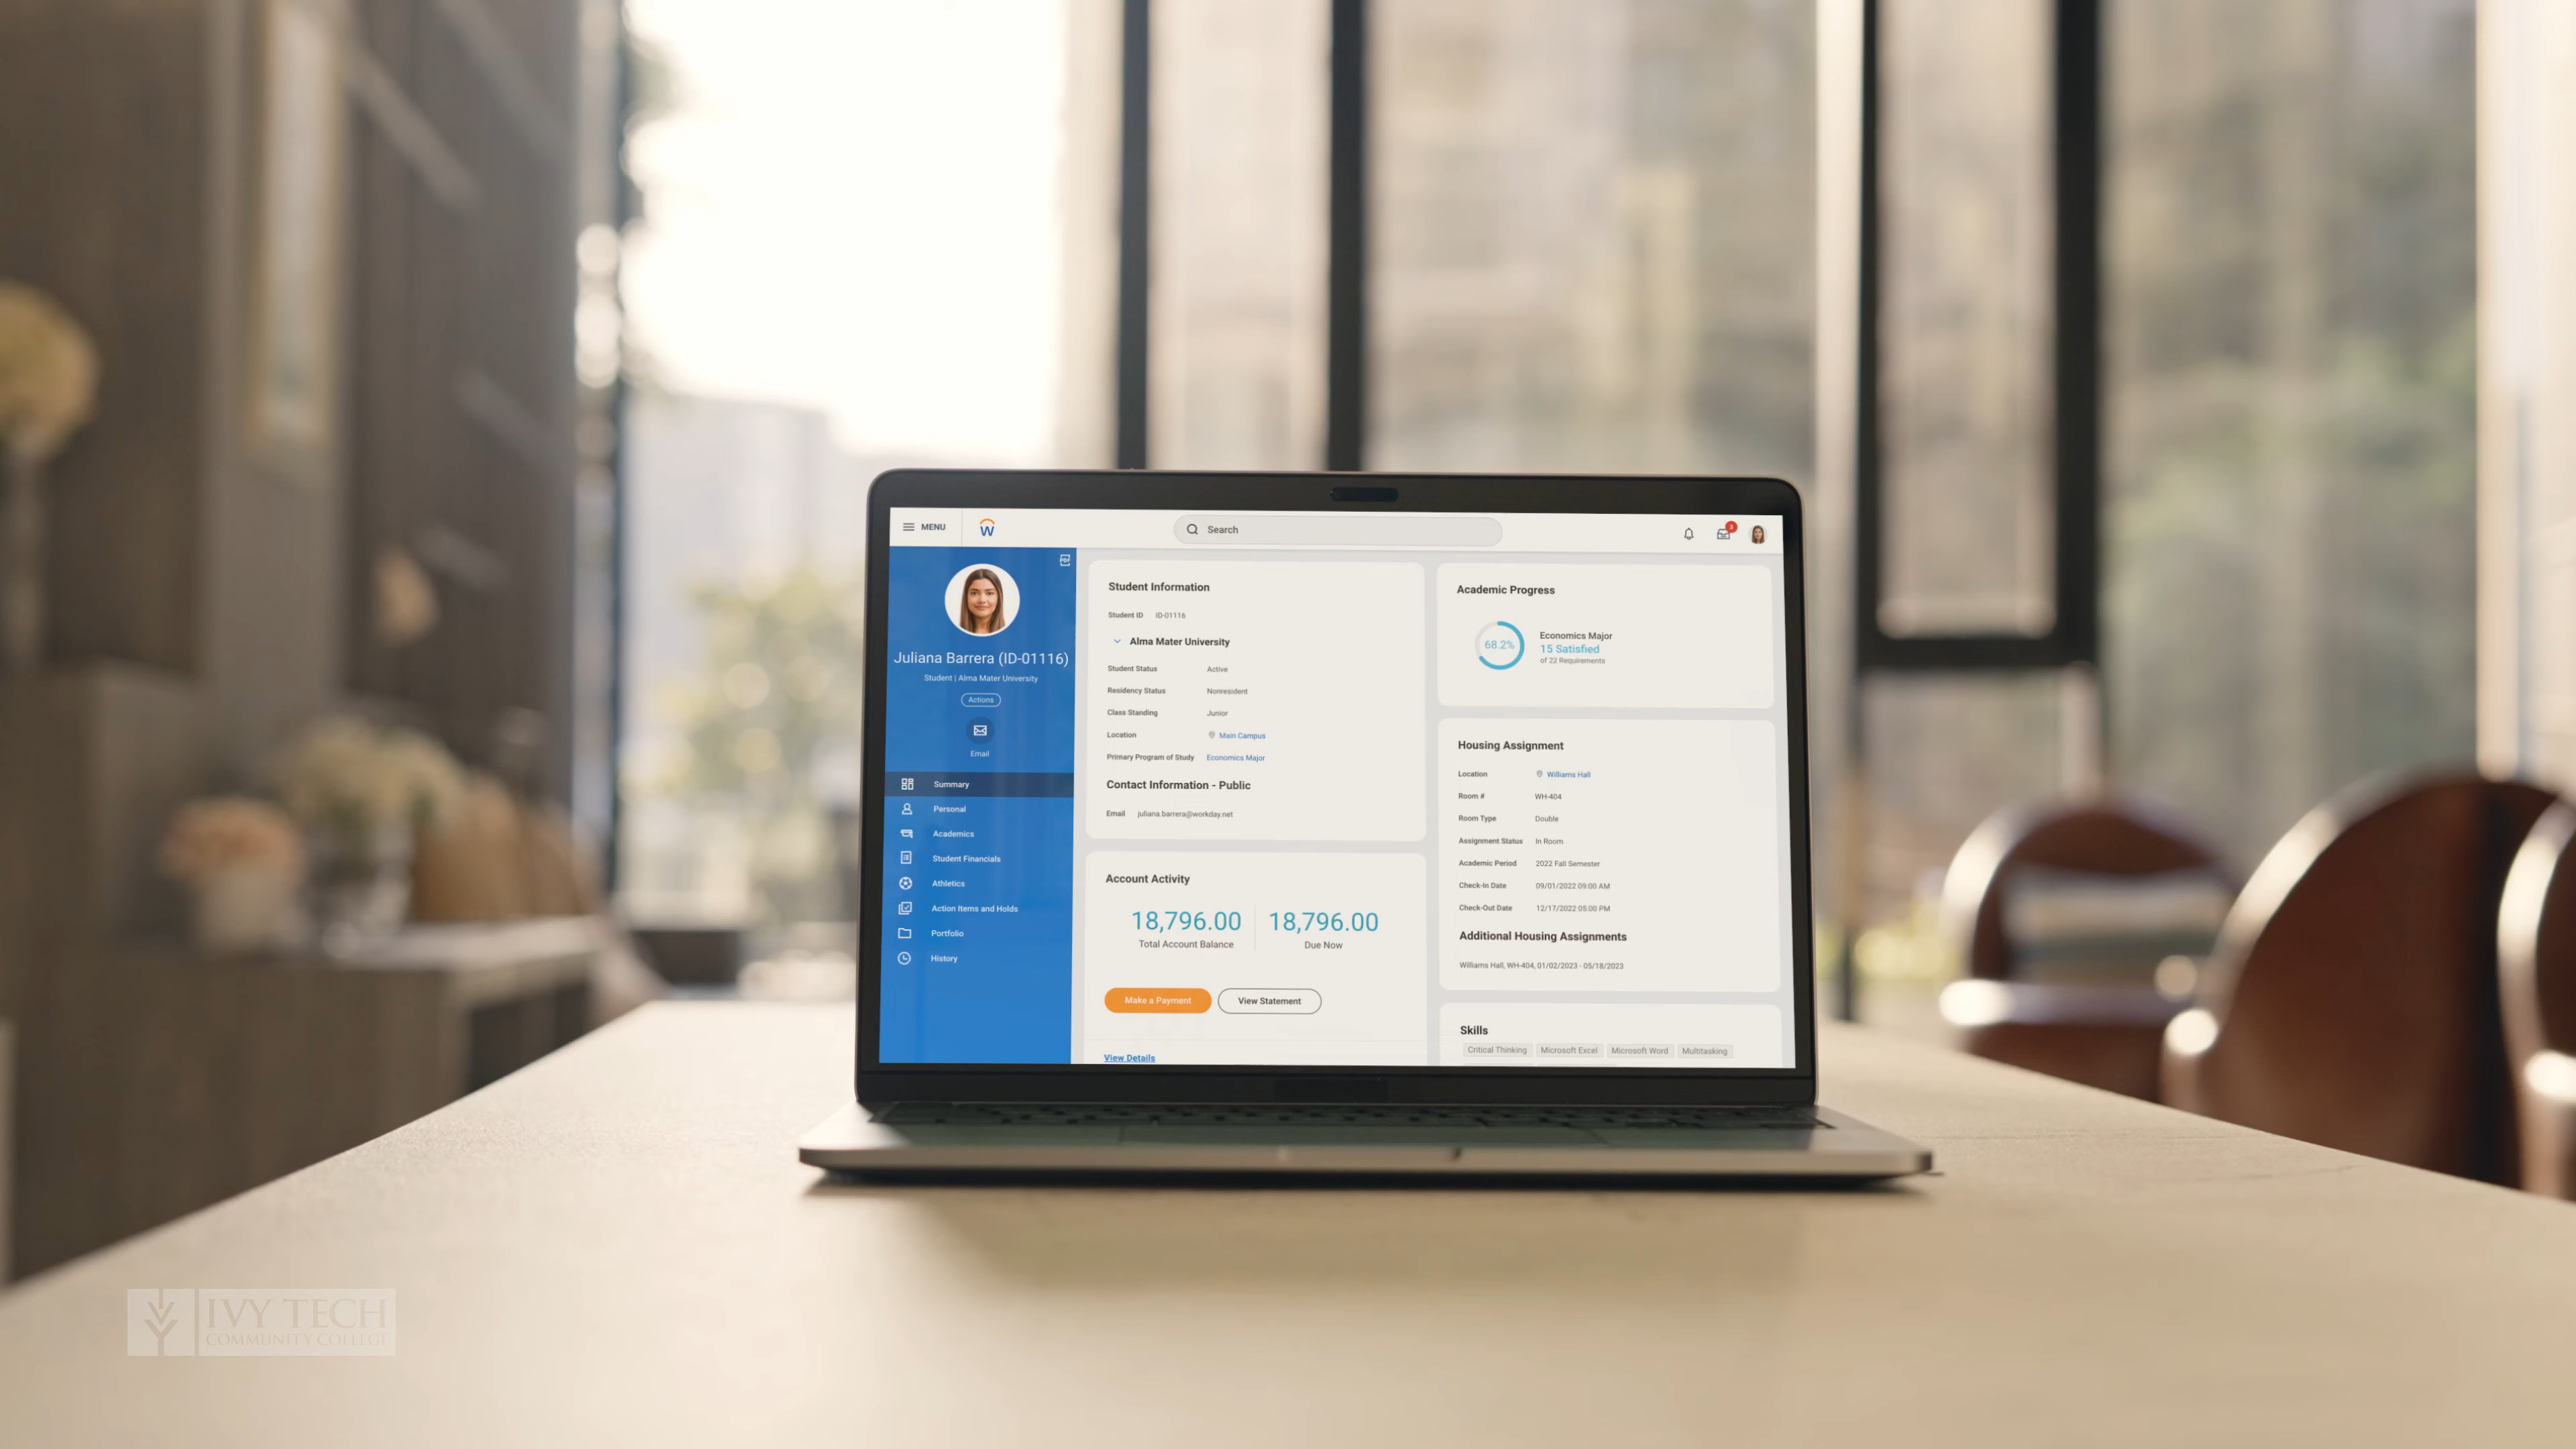 MENU
W
Search
3
Juliana Barrera (ID-01116)
Student | Alma Mater University
Actions
Email
Summary
Personal
Academics
Student Financials
Athletics
Action Items and Holds
Portfolio
History
Student Information
Student ID ID-01116
Alma Mater University
Student Status Active
Residency Status Nonresident
Class Standing Junior
Location Main Campus
Primary Program of Study Economics Major
Contact Information - Public
Email juliana.barrera@workday.net
Account Activity
18,796.00 18,796.00
Total Account Balance Due Now
Make a Payment View Statement
View Details
Academic Progress
68.2%
Economics Major
15 Satisfied
of 22 Requirements
Housing Assignment
Location Williams Hall
Room # WH-404
Room Type Double
Assignment Status In Room
Academic Period 2022 Fall Semester
Check-In Date 09/01/2022 09:00 AM
Check-Out Date 12/17/2022 05:00 PM
Additional Housing Assignments
Williams Hall, WH-404, 01/02/2023 - 05/18/2023
Skills
Critical Thinking Microsoft Excel Microsoft Word Multitasking
IVY TECH
COMMUNITY COLLEGE